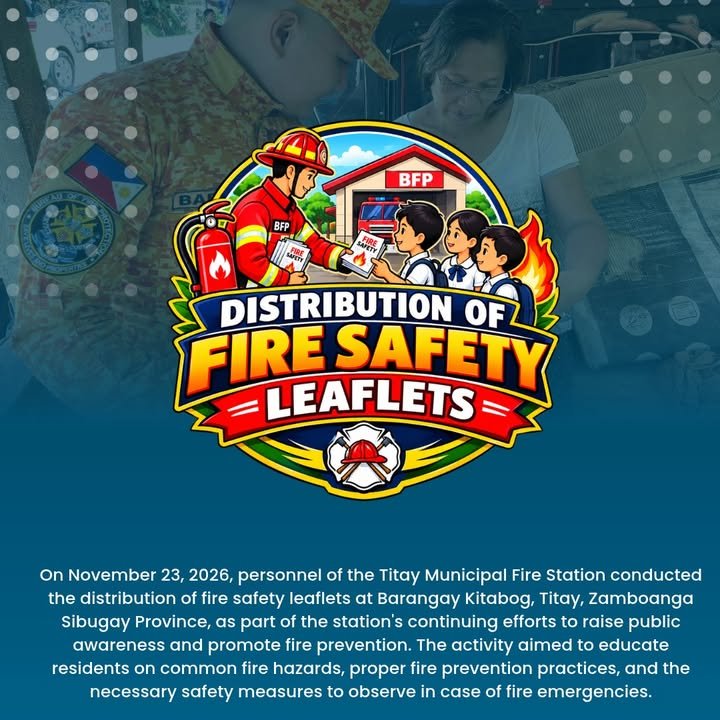 BFP
BFP
FIRE
SAFETY
FIRE
SAFETY
DISTRIBUTION OF
FIRE SAFETY
LEAFLETS
On November 23, 2026, personnel of the Titay Municipal Fire Station conducted
the distribution of fire safety leaflets at Barangay Kitabog, Titay, Zamboanga
Sibugay Province, as part of the station's continuing efforts to raise public
awareness and promote fire prevention. The activity aimed to educate
residents on common fire hazards, proper fire prevention practices, and the
necessary safety measures to observe in case of fire emergencies.